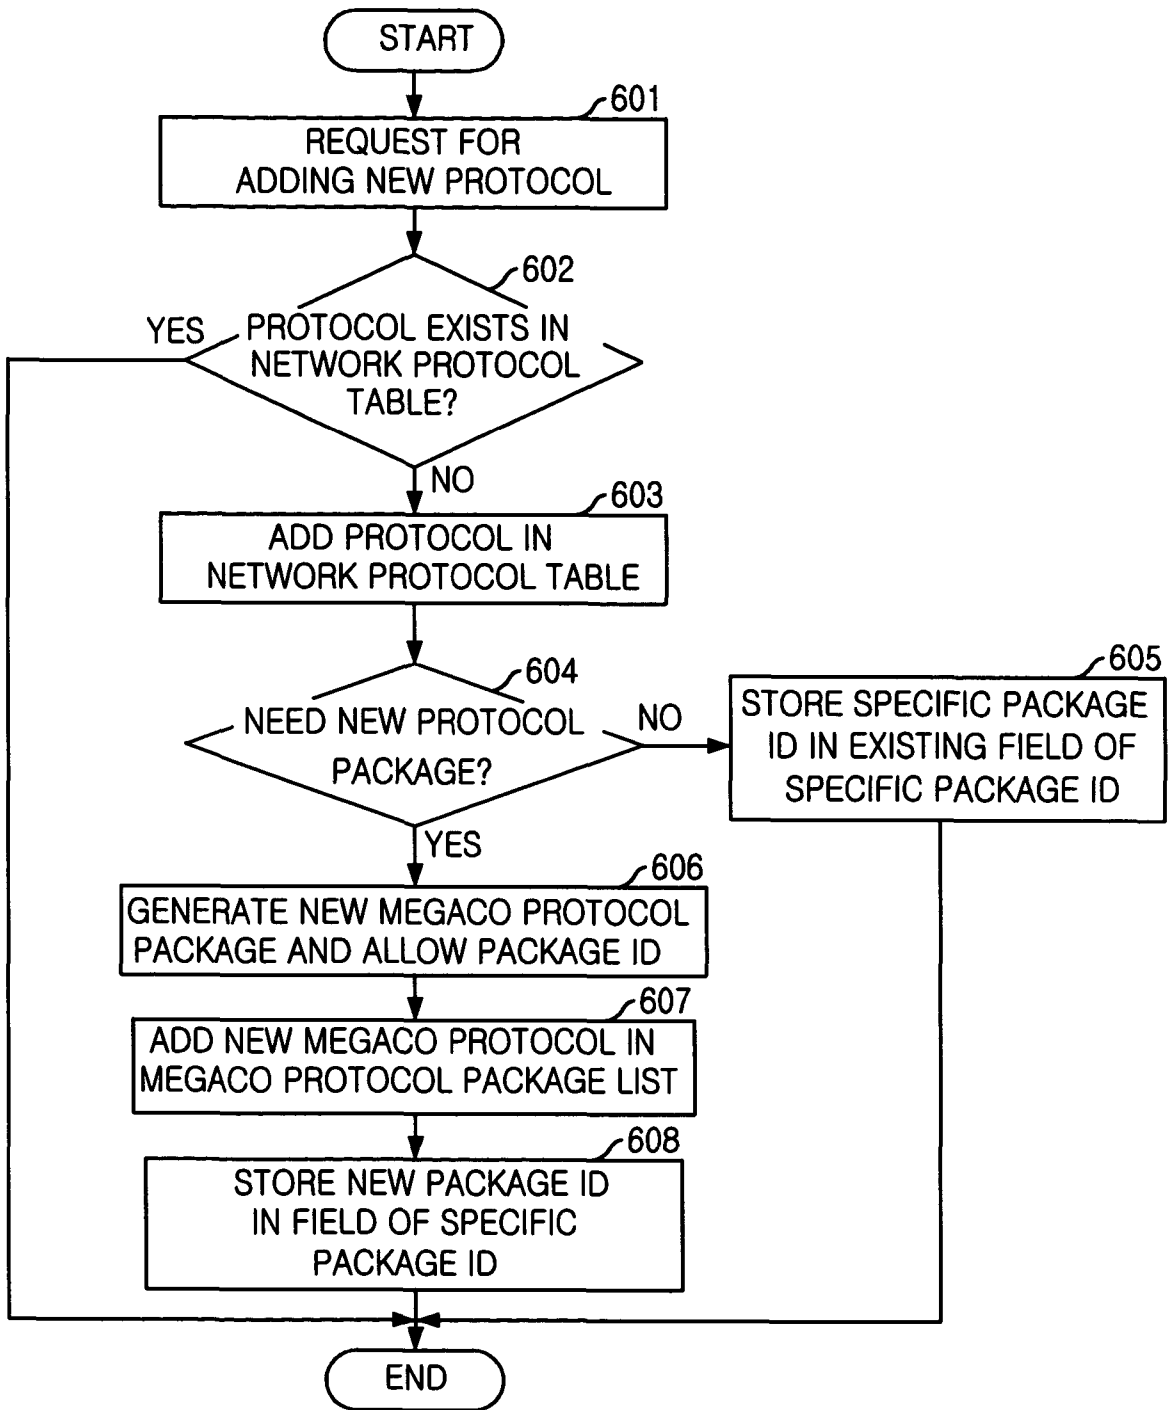 START
601
REQUEST FOR
ADDING NEW PROTOCOL
602
YES
PROTOCOL EXISTS IN
NETWORK PROTOCOL
TABLE?
NO
603
ADD PROTOCOL IN
NETWORK PROTOCOL TABLE
604
NEED NEW PROTOCOL
PACKAGE?
NO
605
STORE SPECIFIC PACKAGE
ID IN EXISTING FIELD OF
SPECIFIC PACKAGE ID
YES
606
GENERATE NEW MEGACO PROTOCOL
PACKAGE AND ALLOW PACKAGE ID
607
ADD NEW MEGACO PROTOCOL IN
MEGACO PROTOCOL PACKAGE LIST
608
STORE NEW PACKAGE ID
IN FIELD OF SPECIFIC
PACKAGE ID
END